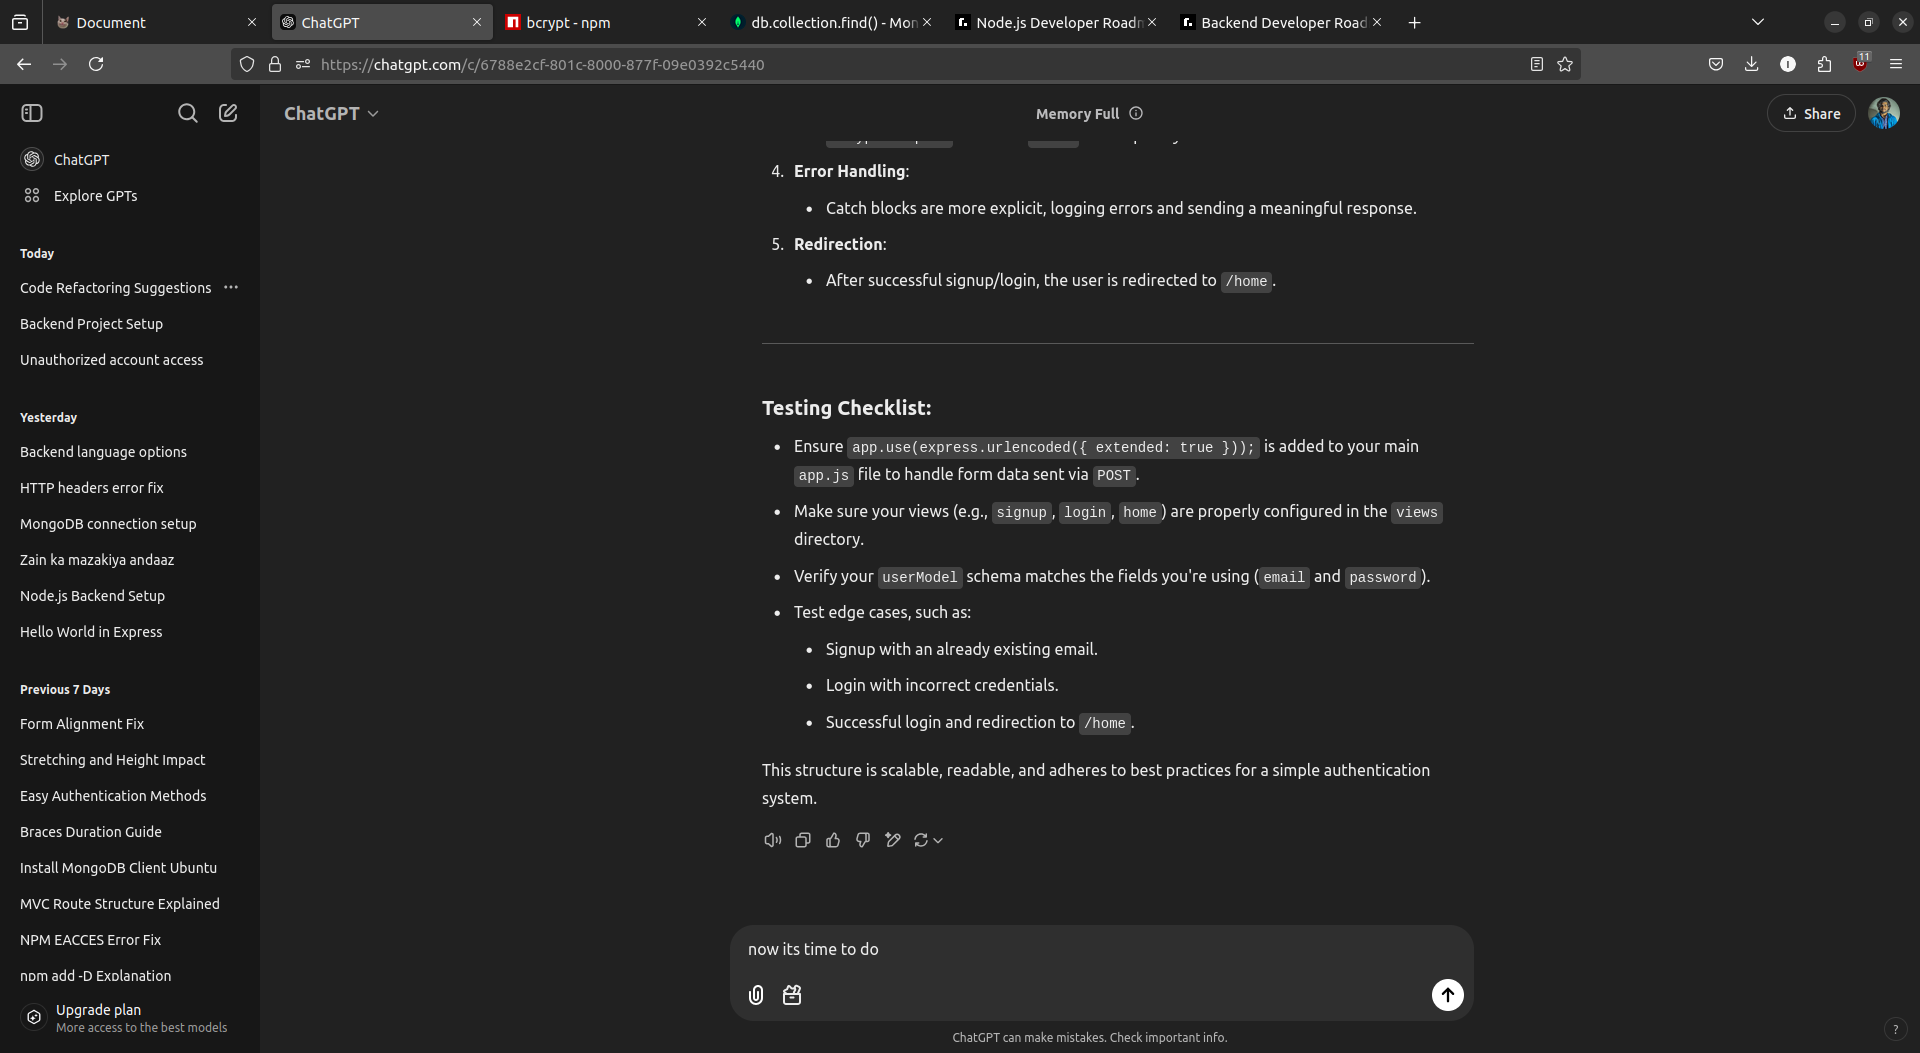 Document
ChatGPT
bcrypt - npm
db.collection.find() - Mon
Node.js Developer Roadm
Backend Developer Road
https://chatgpt.com/c/6788e2cf-801c-8000-877f-09e0392c5440
11
ChatGPT
Memory Full
Share
ChatGPT
Explore GPTs
Today
Code Refactoring Suggestions
Backend Project Setup
Unauthorized account access
Yesterday
Backend language options
HTTP headers error fix
MongoDB connection setup
Zain ka mazakiya andaaz
Node.js Backend Setup
Hello World in Express
Previous 7 Days
Form Alignment Fix
Stretching and Height Impact
Easy Authentication Methods
Braces Duration Guide
Install MongoDB Client Ubuntu
MVC Route Structure Explained
NPM EACCES Error Fix
npm add -D Explanation
Upgrade plan
More access to the best models
4. Error Handling:
• Catch blocks are more explicit, logging errors and sending a meaningful response.
5. Redirection:
• After successful signup/login, the user is redirected to /home.
Testing Checklist:
• Ensure app.use(express.urlencoded({ extended: true })); is added to your main
app.js file to handle form data sent via POST.
• Make sure your views (e.g., signup, login, home) are properly configured in the views
directory.
• Verify your userModel schema matches the fields you're using (email and password).
• Test edge cases, such as:
• Signup with an already existing email.
• Login with incorrect credentials.
• Successful login and redirection to /home.
This structure is scalable, readable, and adheres to best practices for a simple authentication
system.
now its time to do
ChatGPT can make mistakes. Check important info.
?